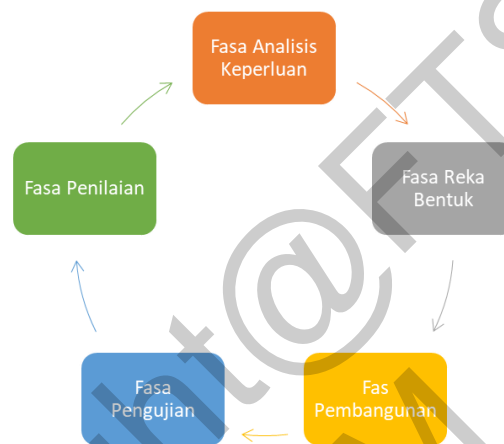 Fasa Analisis
Keperluan
Fasa Reka
Bentuk
Fas
Pembangunan
Fasa
Pengujian
Fasa Penilaian